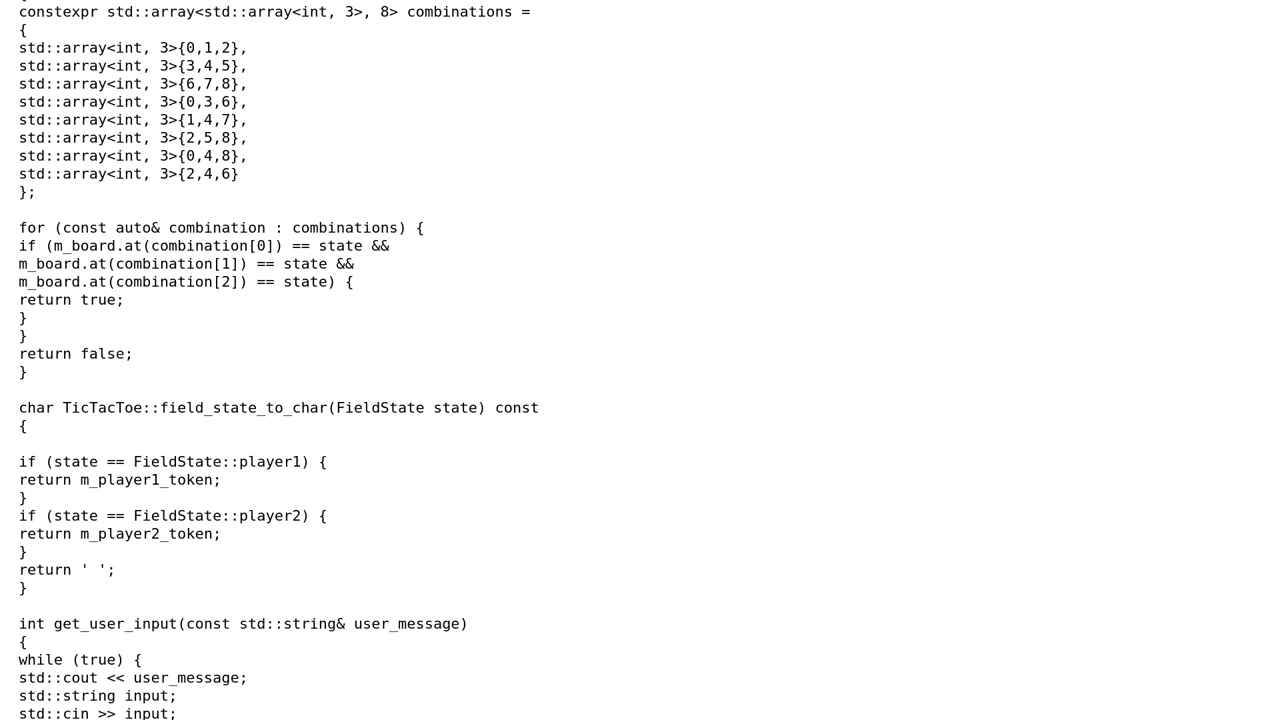 constexpr std::array<std::array<int, 3>, 8> combinations =
{
std::array<int, 3>{0,1,2},
std::array<int, 3>{3,4,5},
std::array<int, 3>{6,7,8},
std::array<int, 3>{0,3,6},
std::array<int, 3>{1,4,7},
std::array<int, 3>{2,5,8},
std::array<int, 3>{0,4,8},
std::array<int, 3>{2,4,6}
};

for (const auto& combination : combinations) {
if (m_board.at(combination[0]) == state &&
m_board.at(combination[1]) == state &&
m_board.at(combination[2]) == state) {
return true;
}
}
return false;
}

char TicTacToe::field_state_to_char(FieldState state) const
{

if (state == FieldState::player1) {
return m_player1_token;
}
if (state == FieldState::player2) {
return m_player2_token;
}
return ' ';
}

int get_user_input(const std::string& user_message)
{
while (true) {
std::cout << user_message;
std::string input;
std::cin >> input;